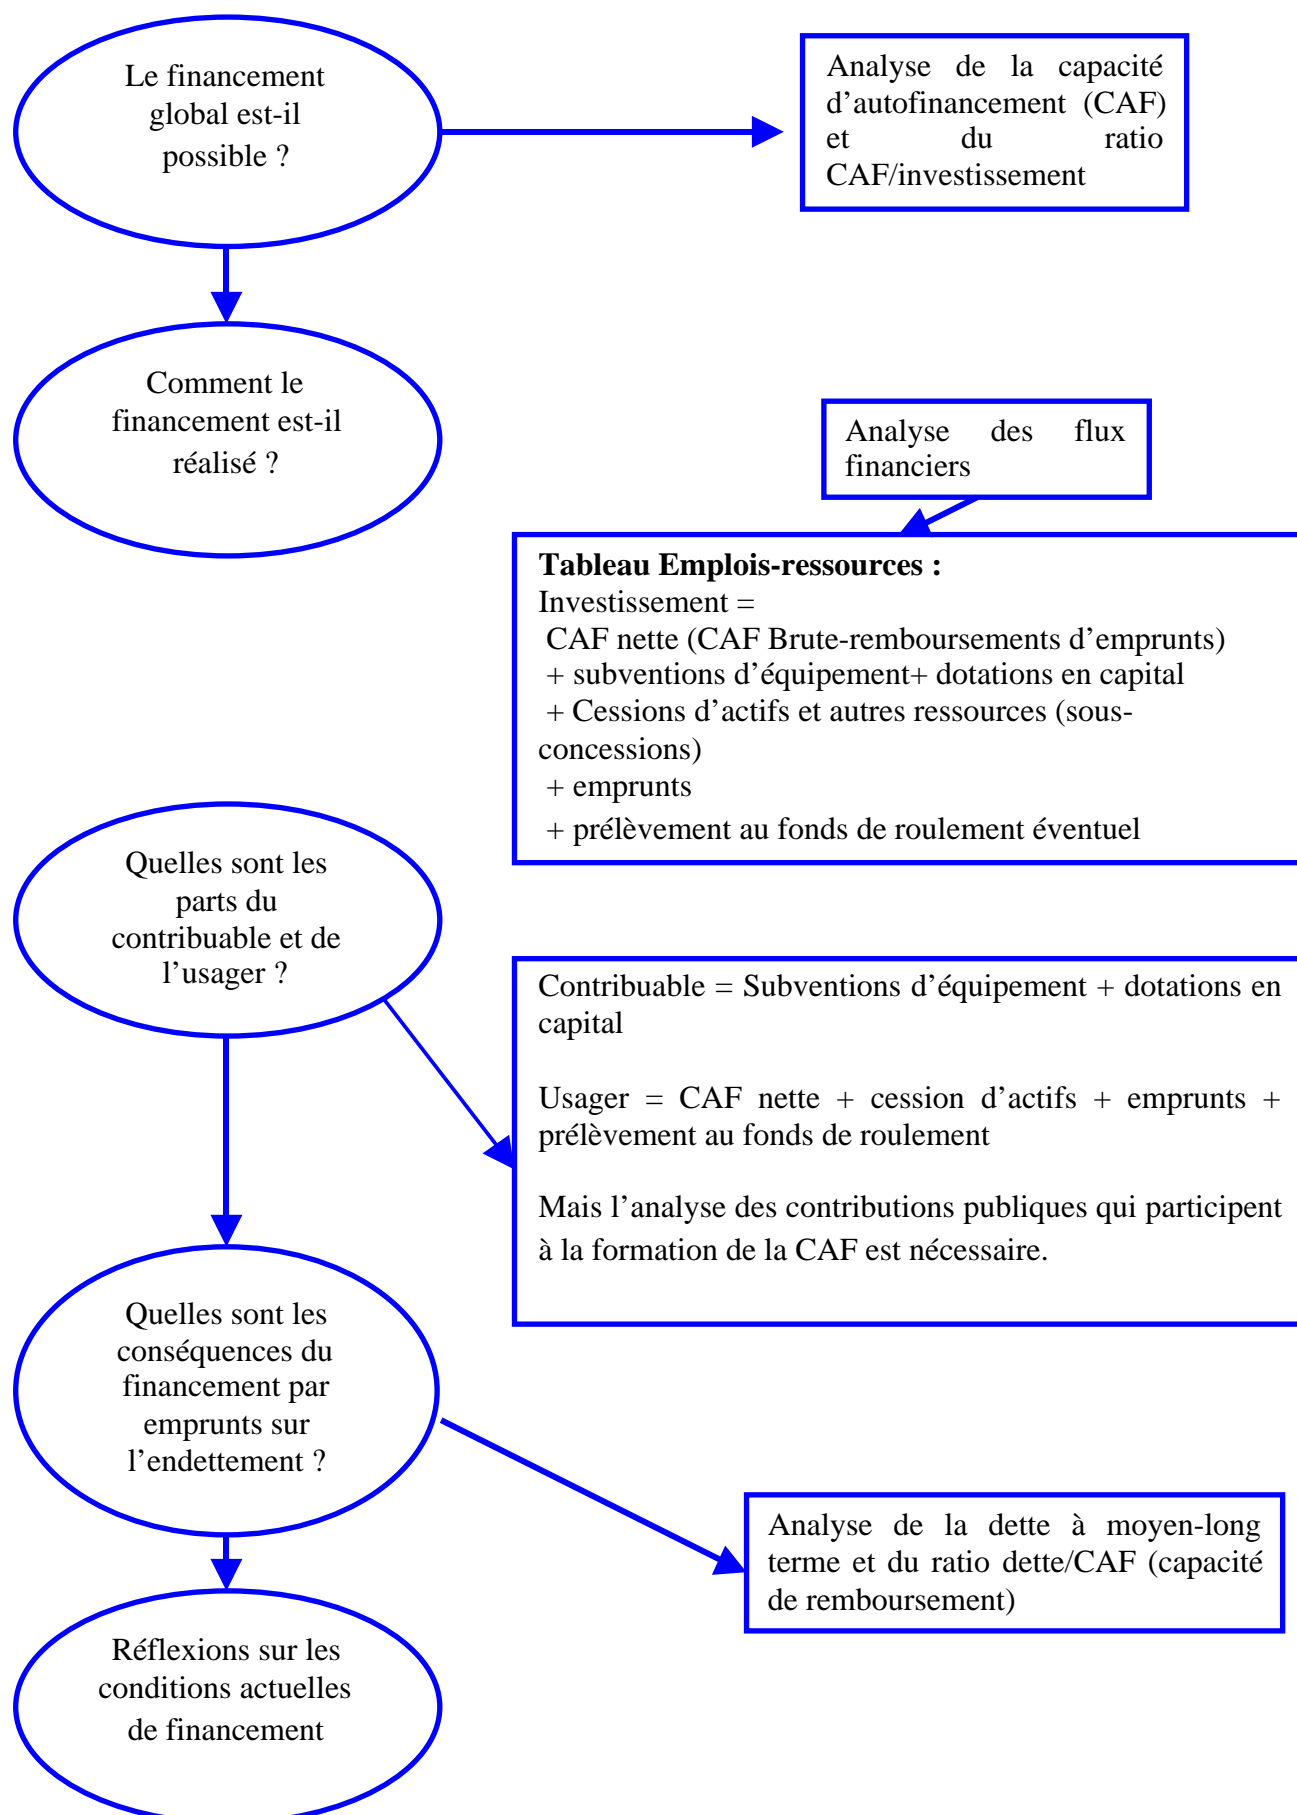 Le financement
global est-il
possible ?
Analyse de la capacité
d’autofinancement (CAF)
et du ratio
CAF/investissement
Comment le
financement est-il
réalisé ?
Analyse des flux
financiers
Tableau Emplois-ressources :
Investissement =
CAF nette (CAF Brute-remboursements d’emprunts)
+ subventions d’équipement+ dotations en capital
+ Cessions d’actifs et autres ressources (sous-
concessions)
+ emprunts
+ prélèvement au fonds de roulement éventuel
Quelles sont les
parts du
contribuable et de
l’usager ?
Contribuable = Subventions d’équipement + dotations en
capital
Usager = CAF nette + cession d’actifs + emprunts +
prélèvement au fonds de roulement
Mais l’analyse des contributions publiques qui participent
à la formation de la CAF est nécessaire.
Quelles sont les
conséquences du
financement par
emprunts sur
l’endettement ?
Analyse de la dette à moyen-long
terme et du ratio dette/CAF (capacité
de remboursement)
Réflexions sur les
conditions actuelles
de financement